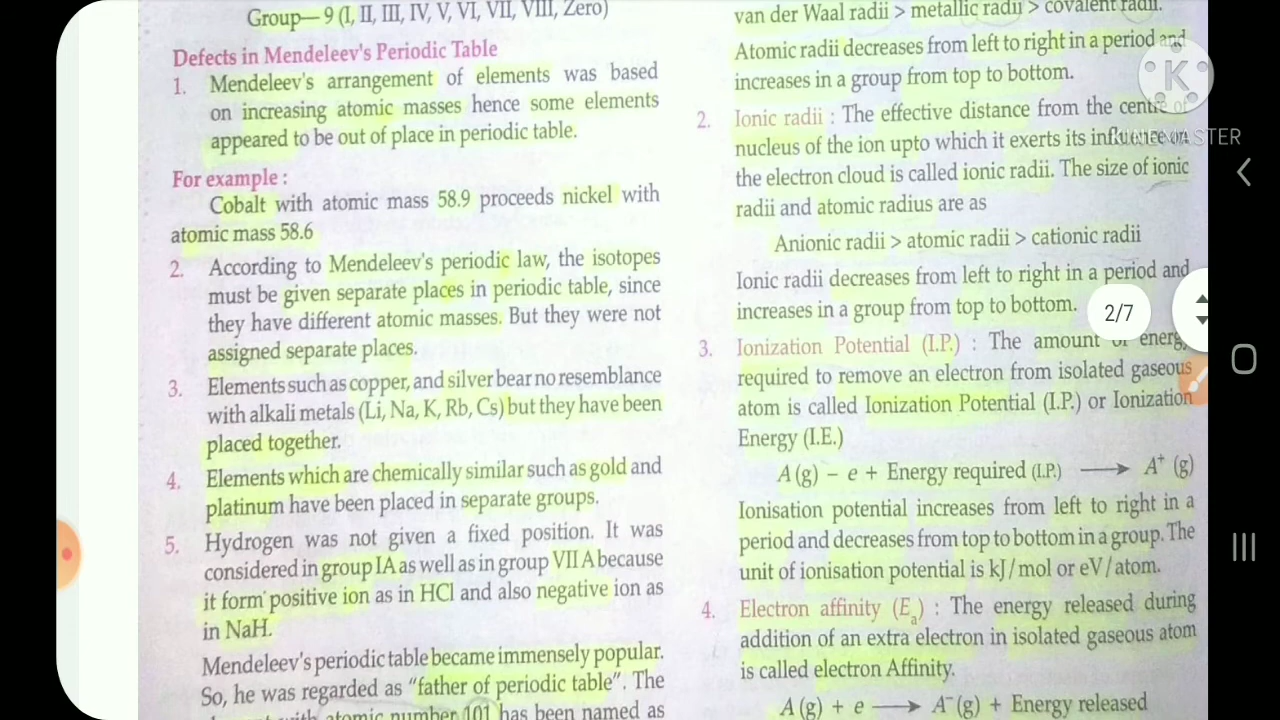 Group—9 (I, II, III, IV, V, VI, VII, VIII, Zero)
Defects in Mendeleev's Periodic Table
1. Mendeleev's arrangement of elements was based
on increasing atomic masses hence some elements
appeared to be out of place in periodic table.
For example :
Cobalt with atomic mass 58.9 proceeds nickel with
atomic mass 58.6
2. According to Mendeleev's periodic law, the isotopes
must be given separate places in periodic table, since
they have different atomic masses. But they were not
assigned separate places.
3. Elements such as copper, and silver bear no resemblance
with alkali metals (Li, Na, K, Rb, Cs) but they have been
placed together.
4. Elements which are chemically similar such as gold and
platinum have been placed in separate groups.
5. Hydrogen was not given a fixed position. It was
considered in group IA as well as in group VII A because
it form positive ion as in HCl and also negative ion as
in NaH.
Mendeleev's periodic table became immensely popular.
So, he was regarded as "father of periodic table". The
with atomic number 101 has been named as
van der Waal radii > metallic radii > covalent radii.
Atomic radii decreases from left to right in a period and
increases in a group from top to bottom.
2. Ionic radii : The effective distance from the centre of
nucleus of the ion upto which it exerts its influence on
the electron cloud is called ionic radii. The size of ionic
radii and atomic radius are as
Anionic radii > atomic radii > cationic radii
Ionic radii decreases from left to right in a period and
increases in a group from top to bottom.
3. Ionization Potential (I.P.) : The amount of energy
required to remove an electron from isolated gaseous
atom is called Ionization Potential (I.P.) or Ionization
Energy (I.E.)
A (g) − e + Energy required (I.P.) ⟶ A⁺ (g)
Ionisation potential increases from left to right in a
period and decreases from top to bottom in a group. The
unit of ionisation potential is kJ/mol or eV/atom.
4. Electron affinity (Eₐ) : The energy released during
addition of an extra electron in isolated gaseous atom
is called electron Affinity.
A (g) + e ⟶ A⁻ (g) + Energy released
K
2/7